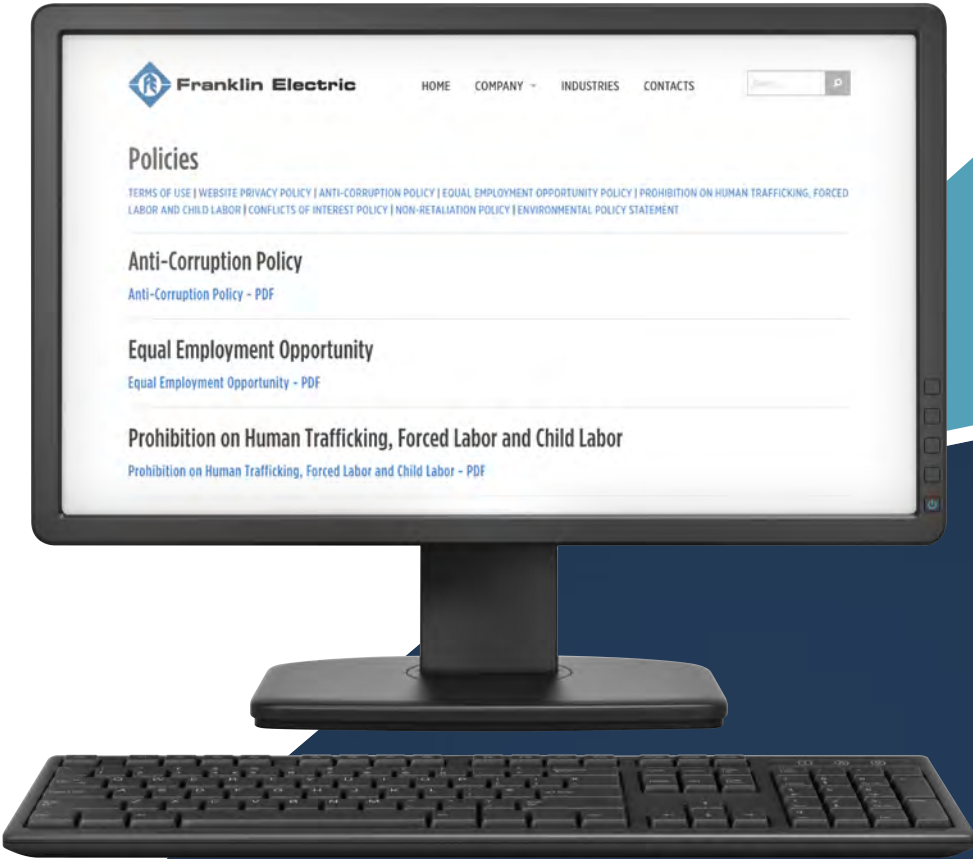 Franklin Electric
HOME COMPANY INDUSTRIES CONTACTS
Policies
TERMS OF USE | WEBSITE PRIVACY POLICY | ANTI-CORRUPTION POLICY | EQUAL EMPLOYMENT OPPORTUNITY POLICY | PROHIBITION ON HUMAN TRAFFICKING, FORCED
LABOR AND CHILD LABOR | CONFLICTS OF INTEREST POLICY | NON-RETALIATION POLICY | ENVIRONMENTAL POLICY STATEMENT
Anti-Corruption Policy
Anti-Corruption Policy - PDF
Equal Employment Opportunity
Equal Employment Opportunity - PDF
Prohibition on Human Trafficking, Forced Labor and Child Labor
Prohibition on Human Trafficking, Forced Labor and Child Labor - PDF